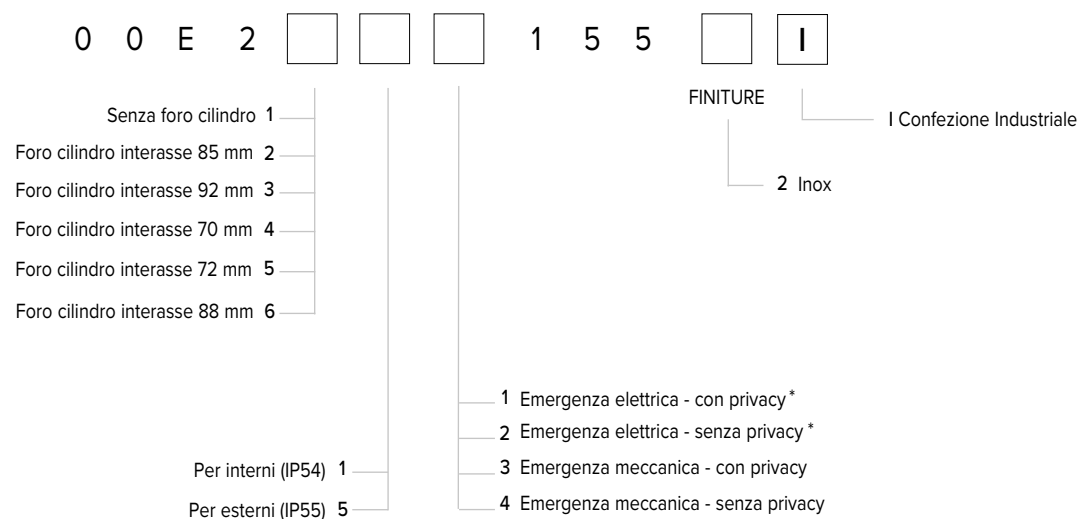 0 0 E 2 1 5 5 I
FINITURE
Senza foro cilindro 1
I Confezione Industriale
Foro cilindro interasse 85 mm 2
2 Inox
Foro cilindro interasse 92 mm 3
Foro cilindro interasse 70 mm 4
Foro cilindro interasse 72 mm 5
Foro cilindro interasse 88 mm 6
1 Emergenza elettrica - con privacy *
2 Emergenza elettrica - senza privacy *
3 Emergenza meccanica - con privacy
4 Emergenza meccanica - senza privacy
Per interni (IP54) 1
Per esterni (IP55) 5